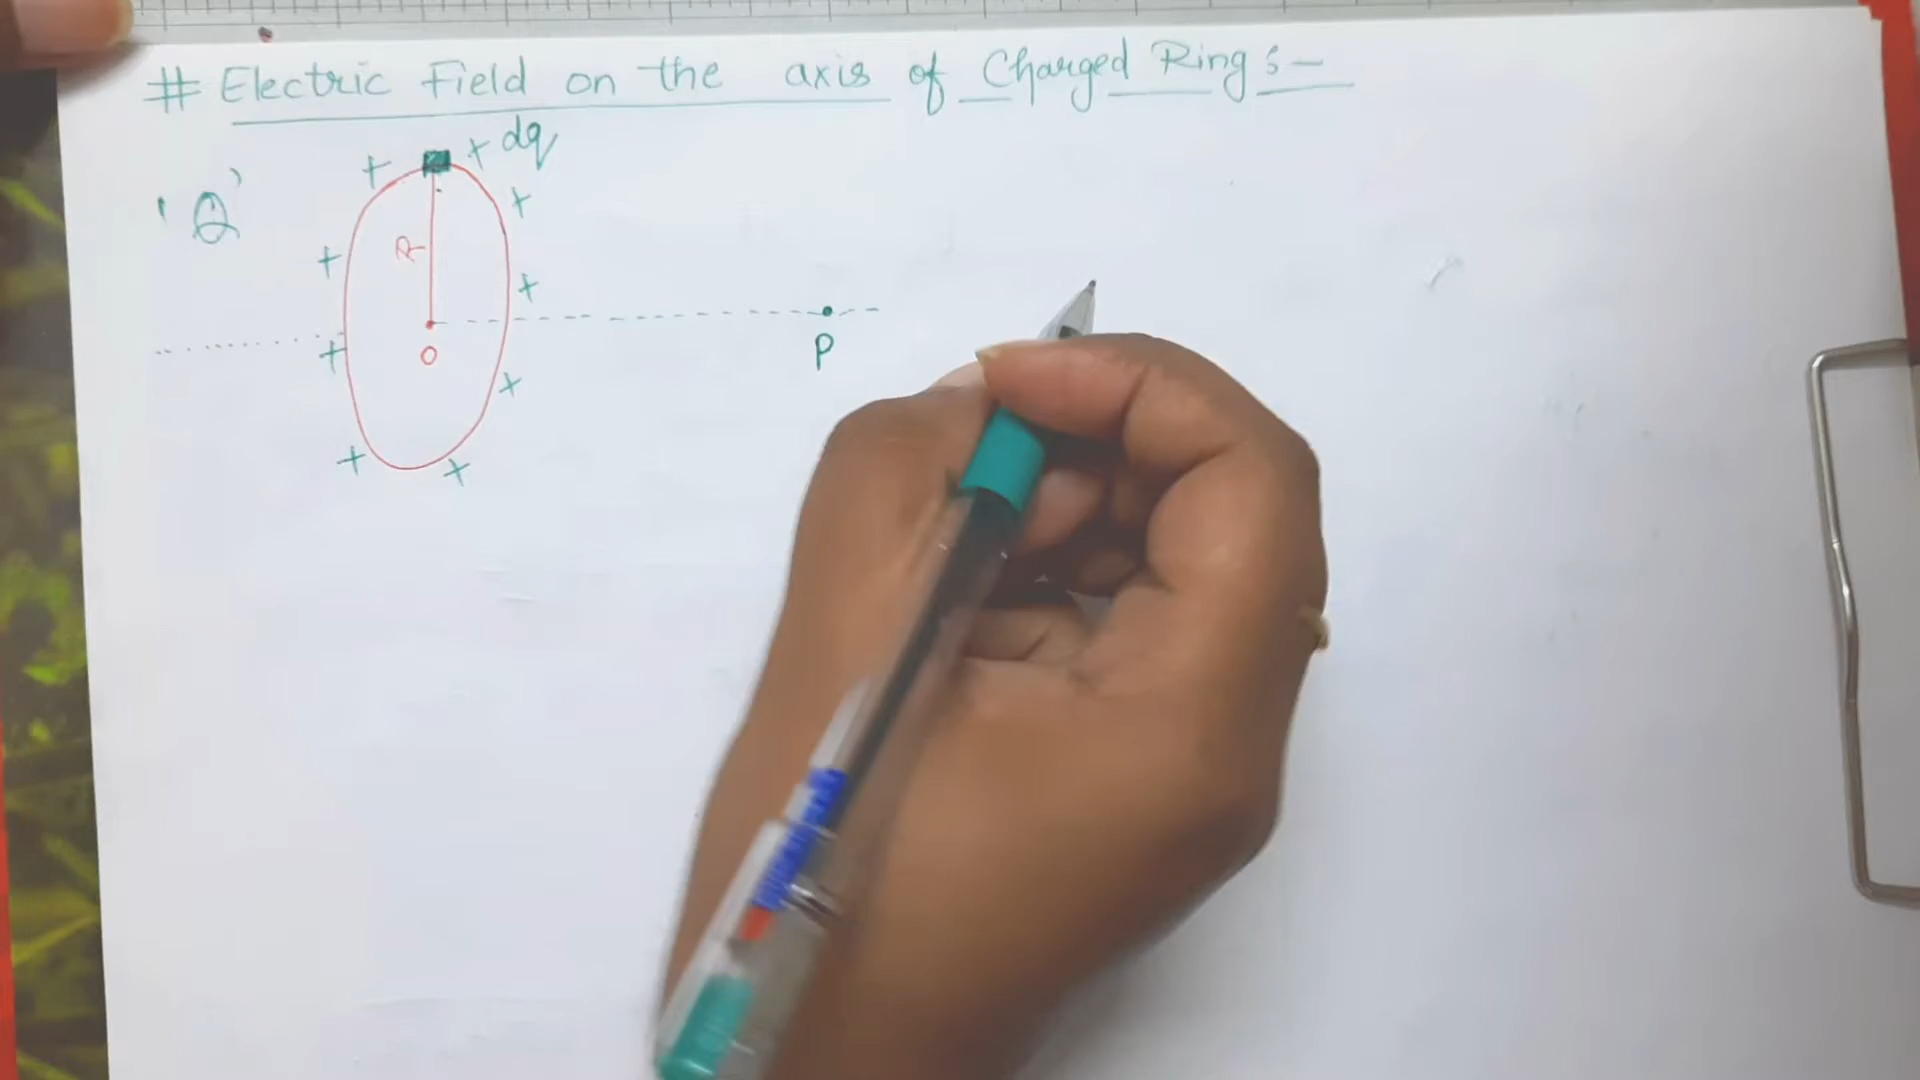 # Electric Field on the axis of Charged Ring :-
+ + dq
'Q' +
R
+ +
P
+ O +
+ +